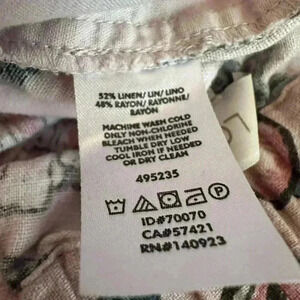 52% LINEN/LIN/LINO
48% RAYON/RAYONNE/
RAYÓN
MACHINE WASH COLD
ONLY NON-CHLORINE
BLEACH WHEN NEEDED
TUMBLE DRY LOW
COOL IRON IF NEEDED
OR DRY CLEAN
495235
ID#70070
CA#57421
RN#140923